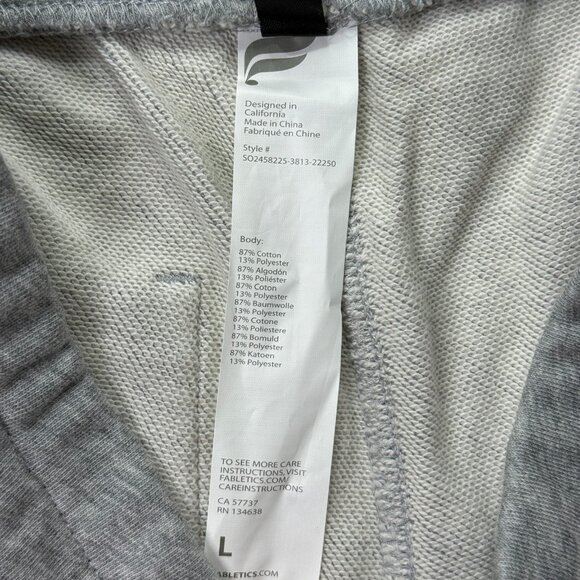 Designed in
California
Made in China
Fabriqué en Chine
Style #
SO2458225-3813-22250
Body:
87% Cotton
13% Polyester
87% Algodón
13% Poliéster
87% Coton
13% Polyester
87% Baumwolle
13% Polyester
87% Cotone
13% Poliestere
87% Bomuld
13% Polyester
87% Katoen
13% Polyester
TO SEE MORE CARE
INSTRUCTIONS, VISIT
FABLETICS.COM/
CAREINSTRUCTIONS
CA 57737
RN 134638
L
FABLETICS.COM